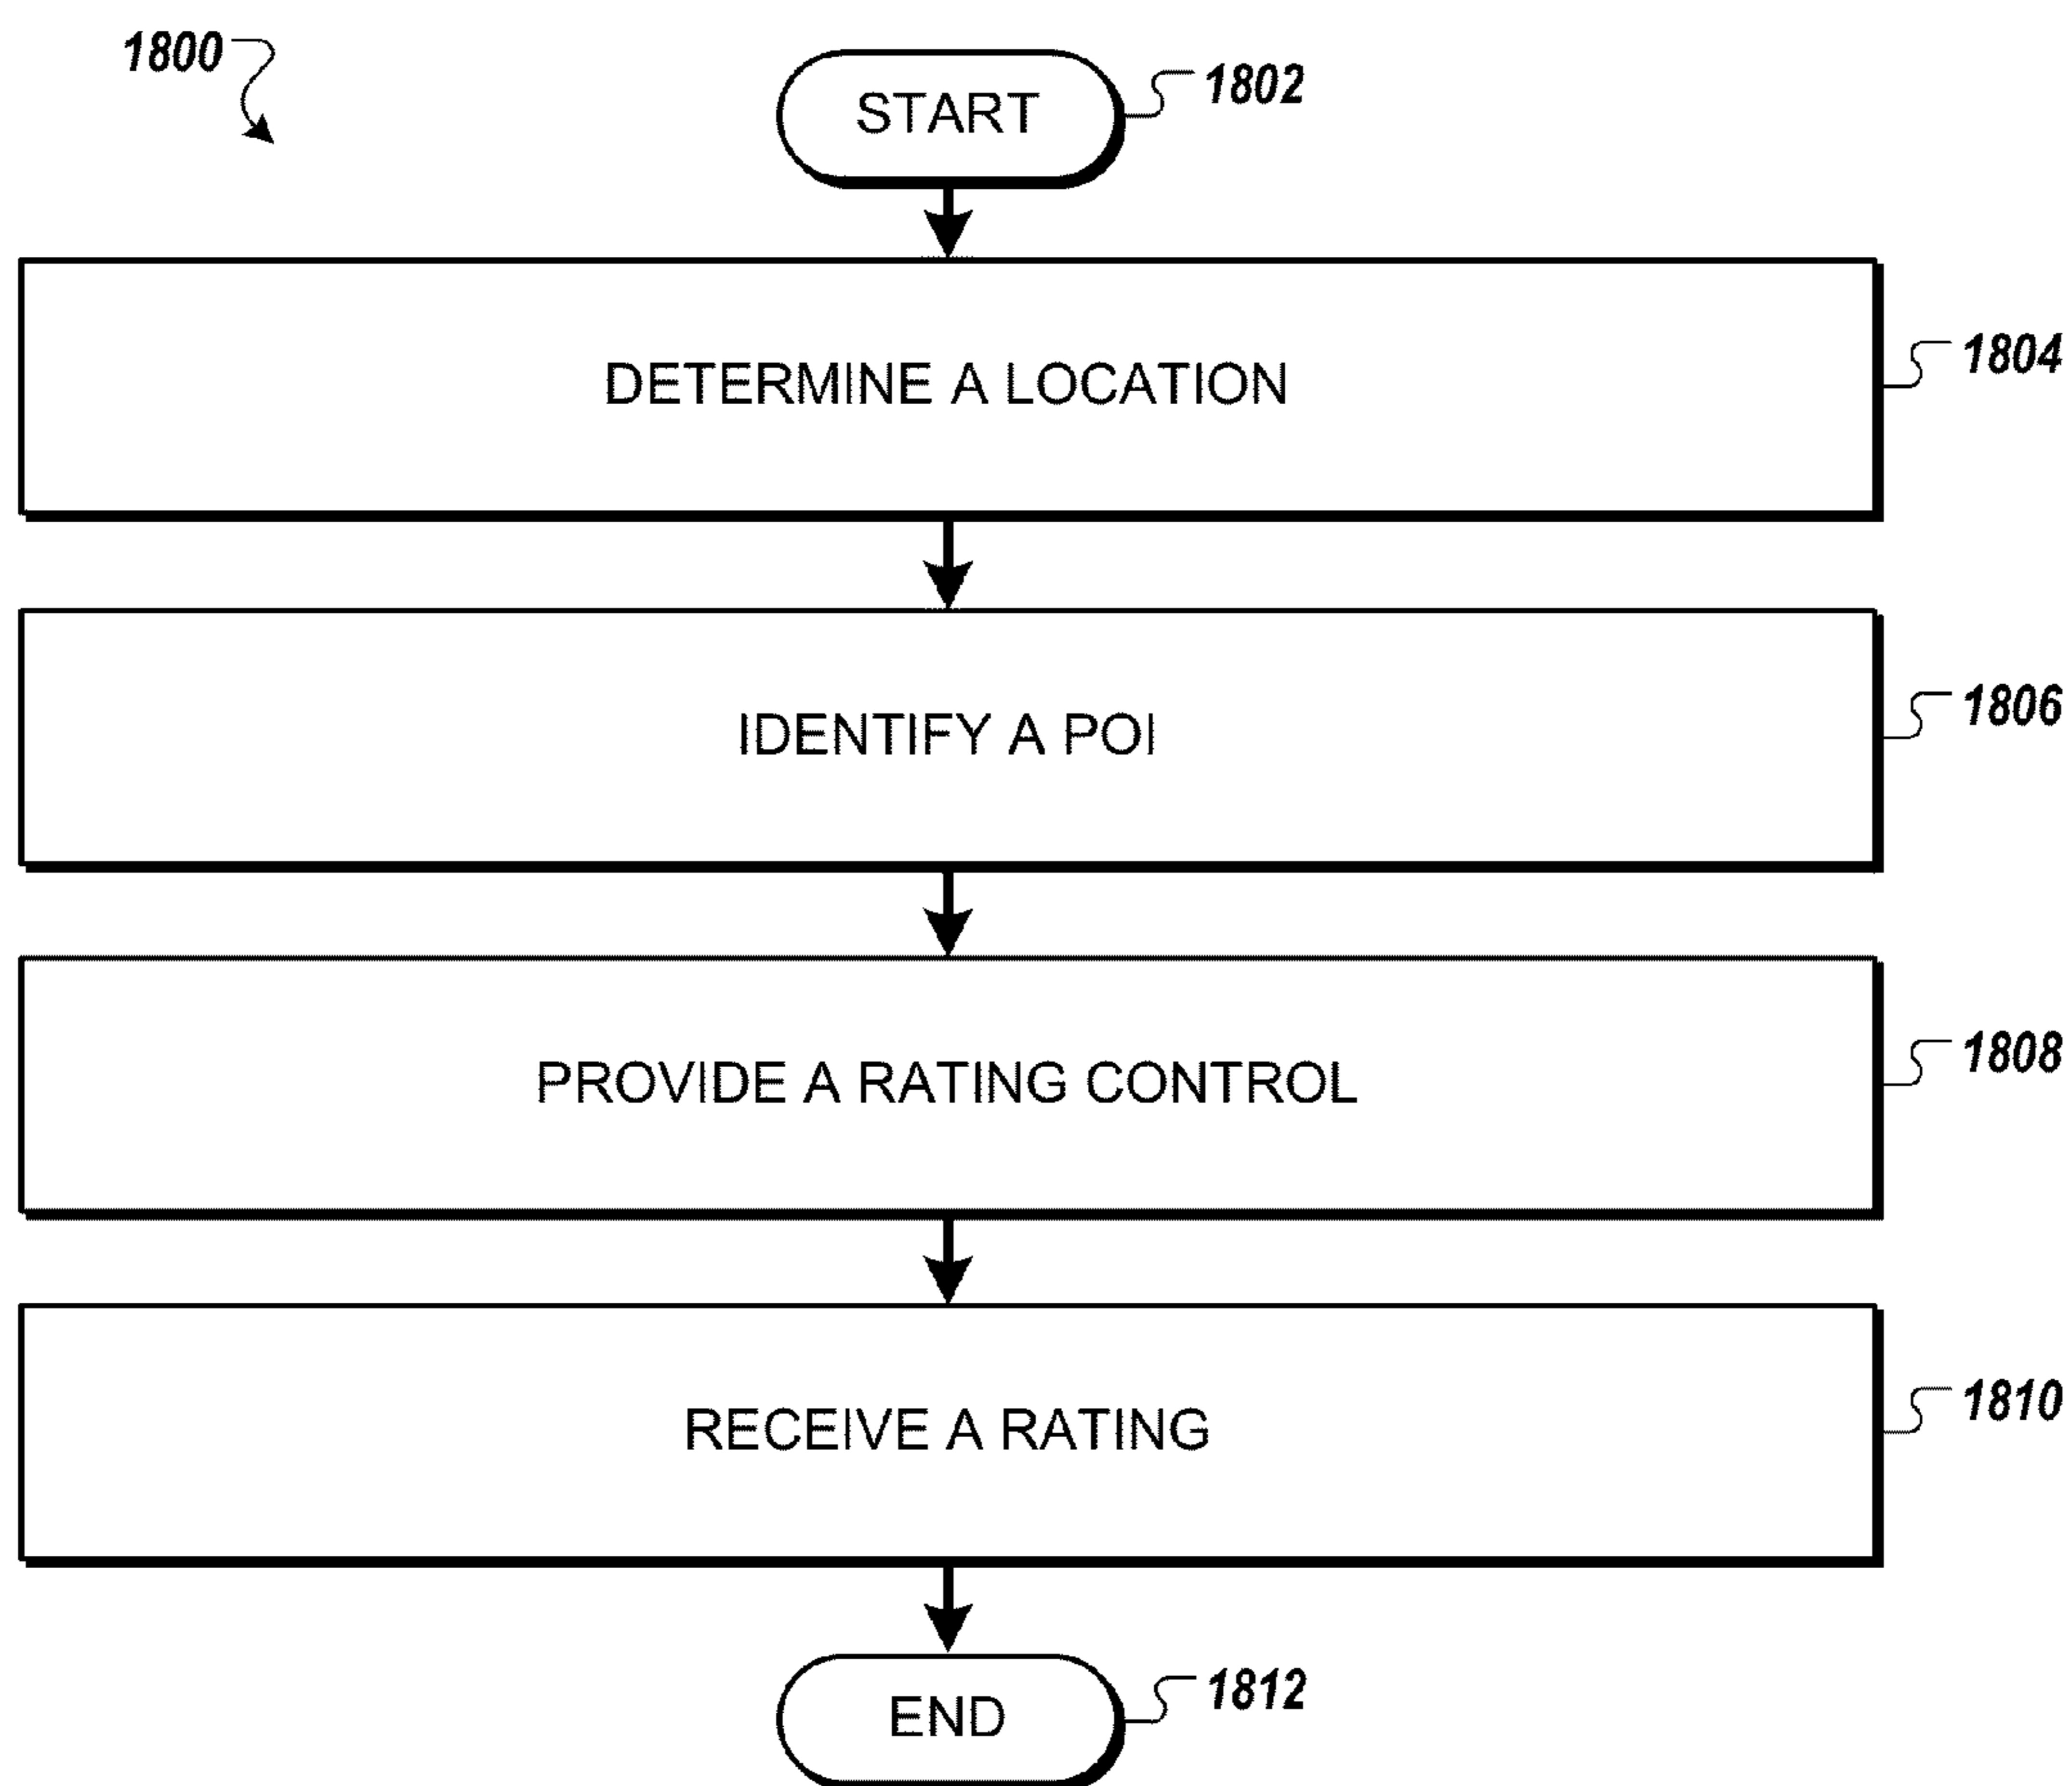 1800
START
1802
DETERMINE A LOCATION
1804
IDENTIFY A POI
1806
PROVIDE A RATING CONTROL
1808
RECEIVE A RATING
1810
END
1812